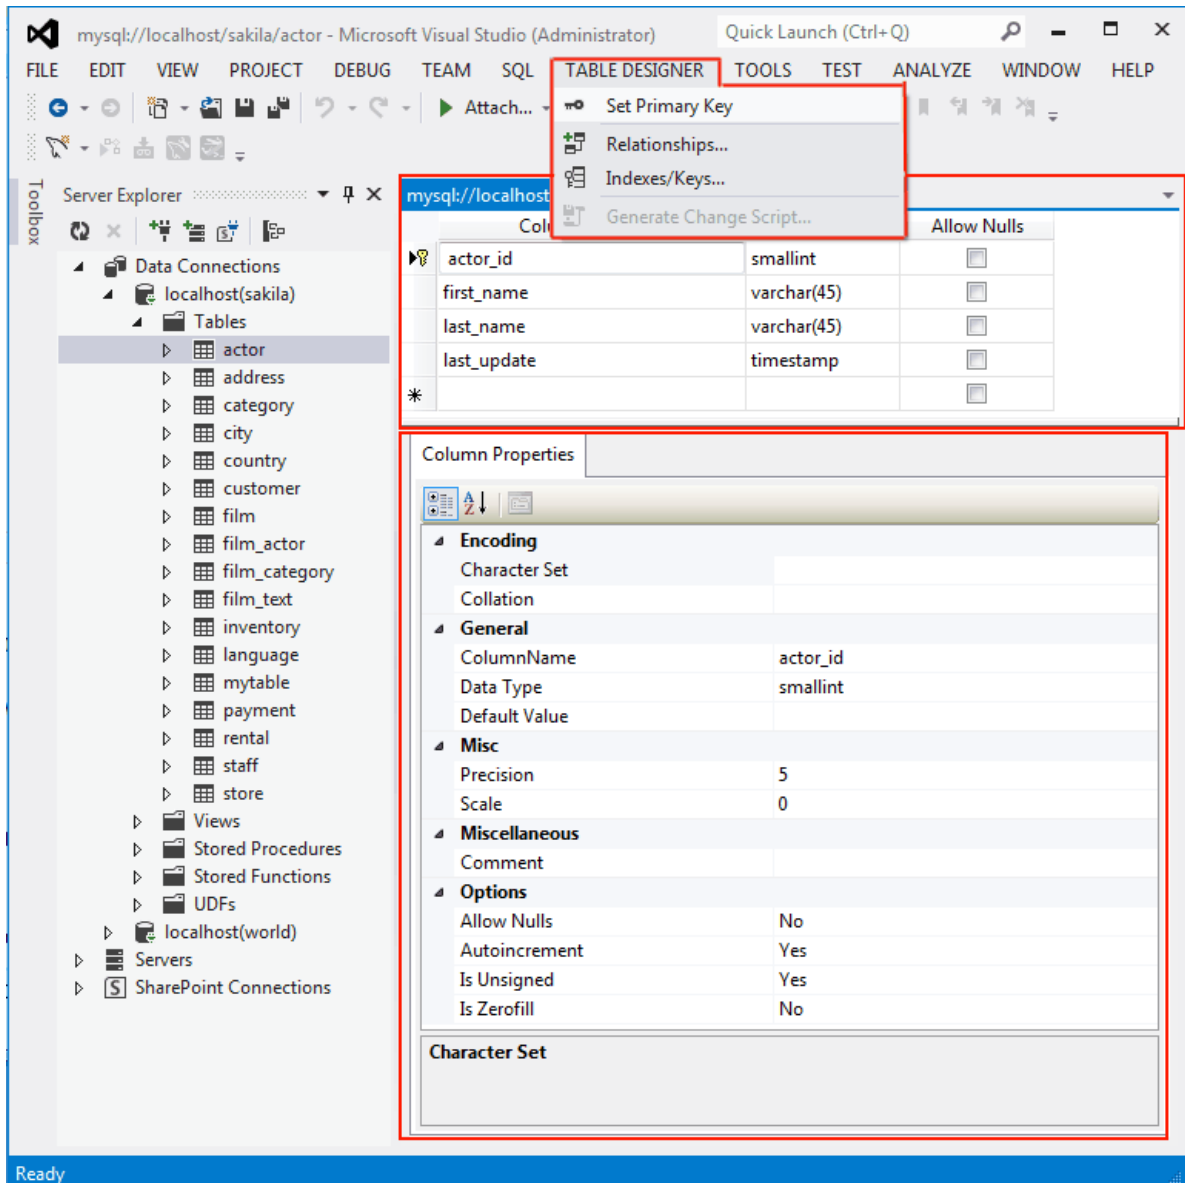 mysql://localhost/sakila/actor - Microsoft Visual Studio (Administrator)
Quick Launch (Ctrl+Q)
FILE EDIT VIEW PROJECT DEBUG TEAM SQL TABLE DESIGNER TOOLS TEST ANALYZE WINDOW HELP
Attach...
Set Primary Key
Relationships...
Indexes/Keys...
Generate Change Script...
Toolbox
Server Explorer
Data Connections
localhost(sakila)
Tables
actor
address
category
city
country
customer
film
film_actor
film_category
film_text
inventory
language
mytable
payment
rental
staff
store
Views
Stored Procedures
Stored Functions
UDFs
localhost(world)
Servers
SharePoint Connections
mysql://localhost
Allow Nulls
actor_id smallint
first_name varchar(45)
last_name varchar(45)
last_update timestamp
Column Properties
Encoding
Character Set
Collation
General
ColumnName actor_id
Data Type smallint
Default Value
Misc
Precision 5
Scale 0
Miscellaneous
Comment
Options
Allow Nulls No
Autoincrement Yes
Is Unsigned Yes
Is Zerofill No
Character Set
Ready